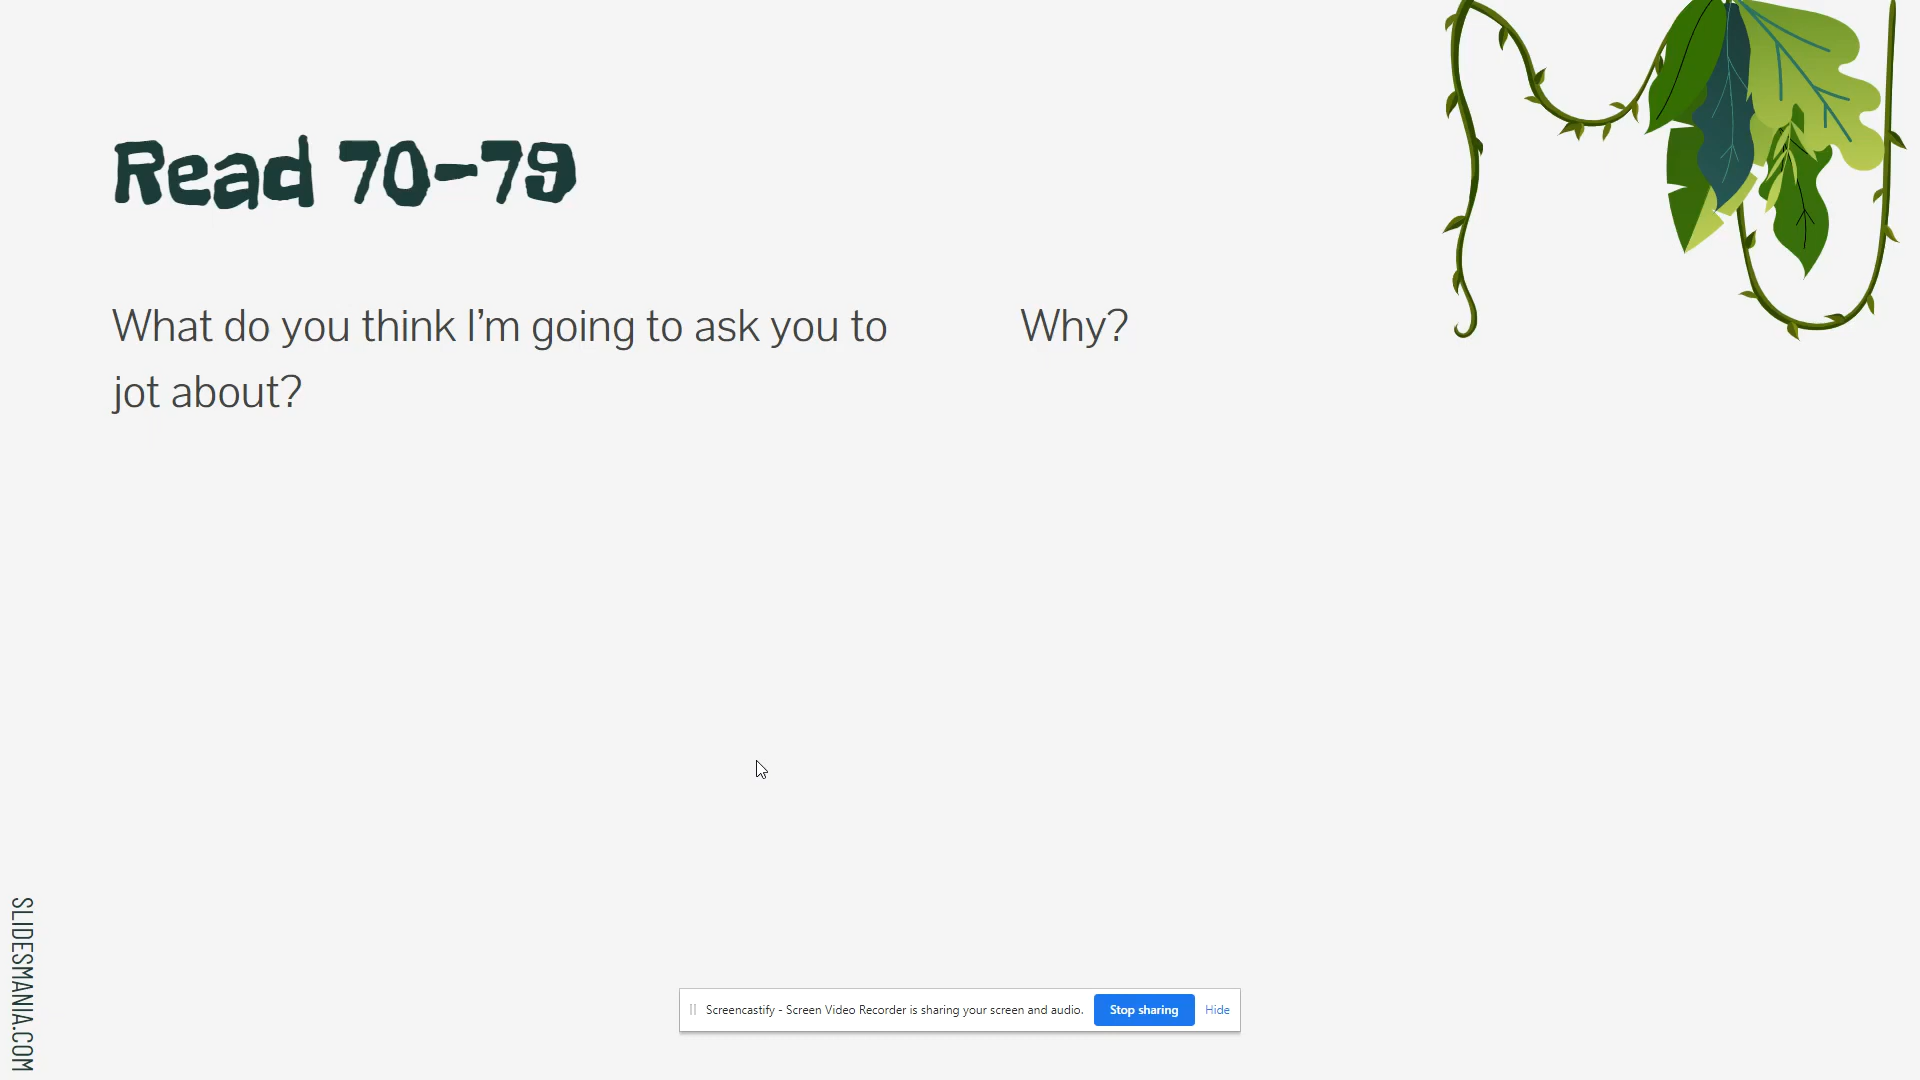 Read 70-79
What do you think I'm going to ask you to
jot about?
Why?
SLIDESMANIA.COM
Screencastify - Screen Video Recorder is sharing your screen and audio.
Stop sharing
Hide